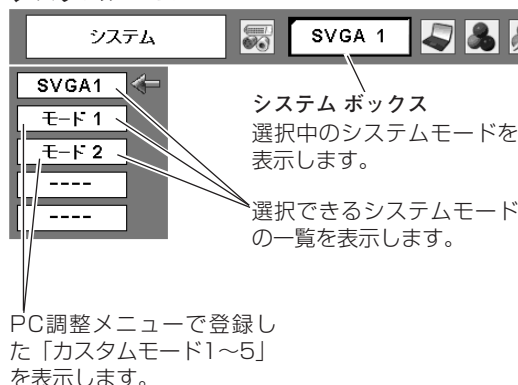 システム
SVGA 1
SVGA1
モード 1
モード 2
----
----
システム ボックス
選択中のシステムモードを
表示します。
選択できるシステムモード
の一覧を表示します。
PC調整メニューで登録し
た「カスタムモード1〜5」
を表示します。